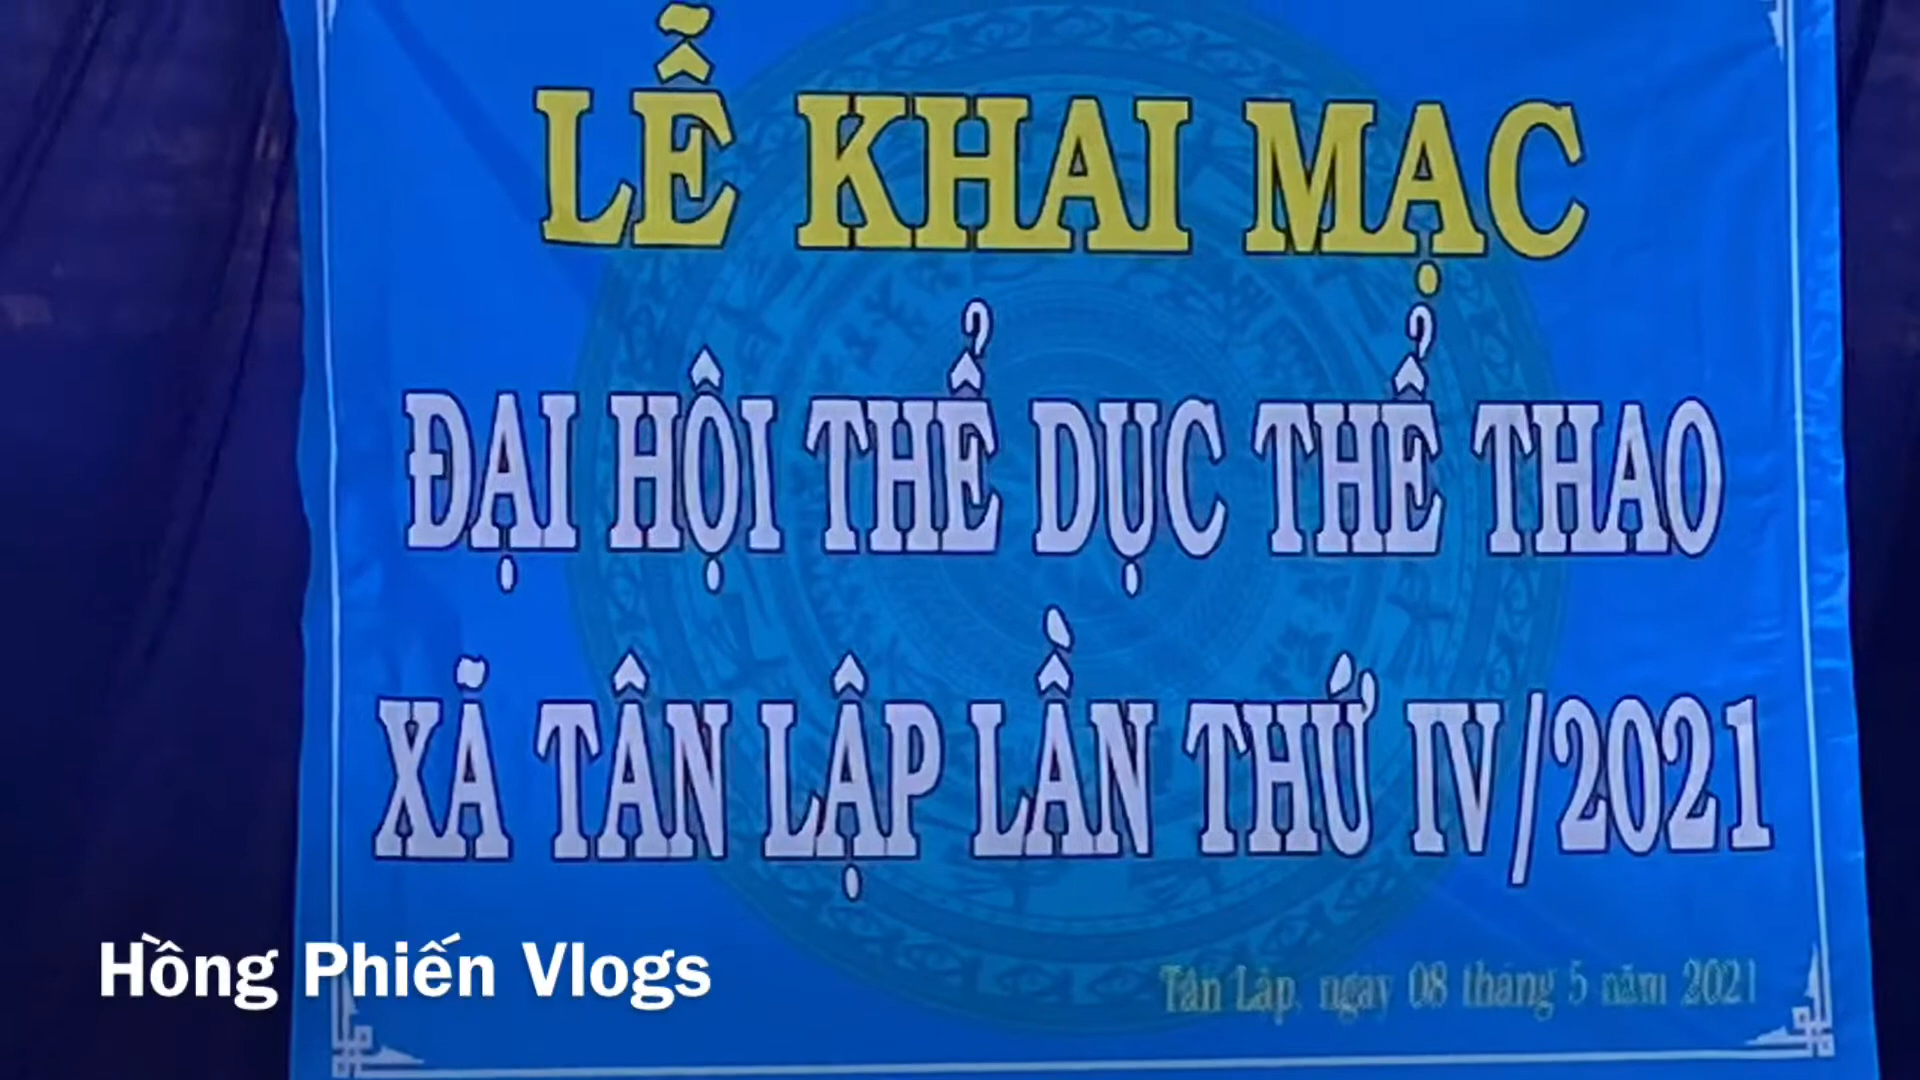 LỄ KHAI MẠC
ĐẠI HỘI THỂ DỤC THỂ THAO
XÃ TÂN LẬP LẦN THỨ IV/2021
Tân Lập, ngày 08 tháng 5 năm 2021
Hồng Phiến Vlogs